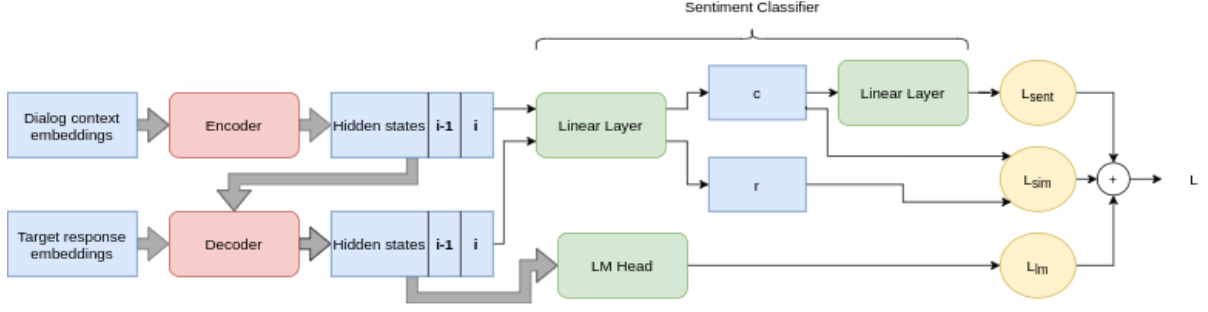 Sentiment Classifier
Dialog context
embeddings
Encoder
Hidden states
i-1
i
Linear Layer
c
Linear Layer
Lsent
r
Lsim
+
L
Target response
embeddings
Decoder
Hidden states
i-1
i
LM Head
Llm